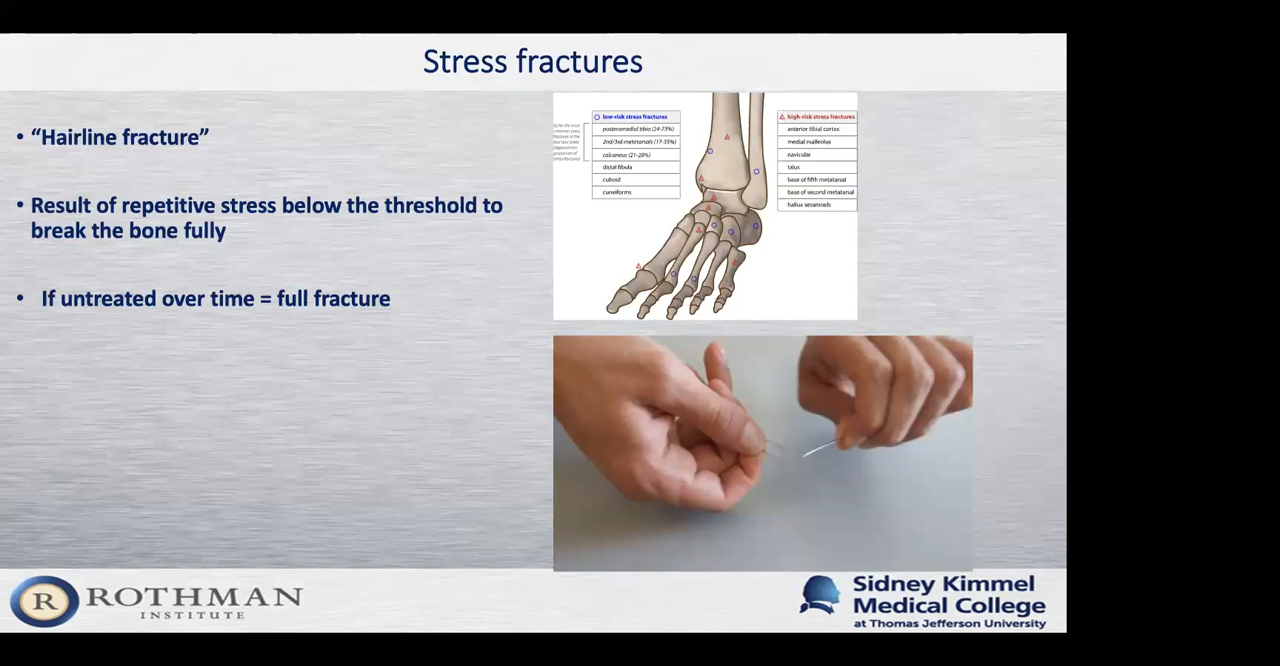 Stress fractures
• “Hairline fracture”
• Result of repetitive stress below the threshold to
break the bone fully
• If untreated over time = full fracture
low-risk stress fractures
posteromedial tibia (24-73%)
2nd/3rd metatarsals (17-35%)
calcaneus (21-28%)
distal fibula
cuboid
cuneiforms
high-risk stress fractures
anterior tibial cortex
medial malleolus
navicular
talus
base of fifth metatarsal
base of second metatarsal
hallux sesamoids
R ROTHMAN
INSTITUTE
Sidney Kimmel
Medical College
at Thomas Jefferson University